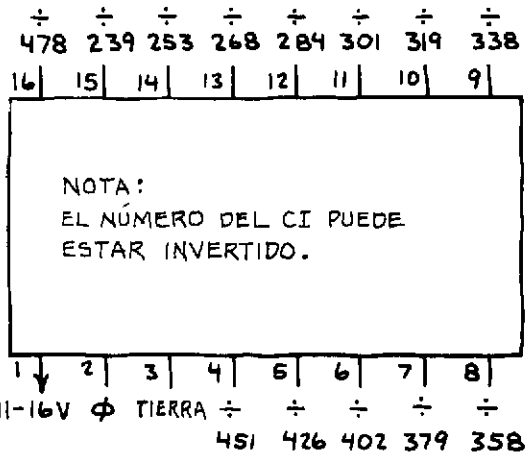 ÷ ÷ ÷ ÷ ÷ ÷ ÷ ÷
478 239 253 268 284 301 319 338
16 15 14 13 12 11 10 9
NOTA:
EL NÚMERO DEL CI PUEDE
ESTAR INVERTIDO.
1 2 3 4 5 6 7 8
11-16V Φ TIERRA ÷ ÷ ÷ ÷ ÷
451 426 402 379 358